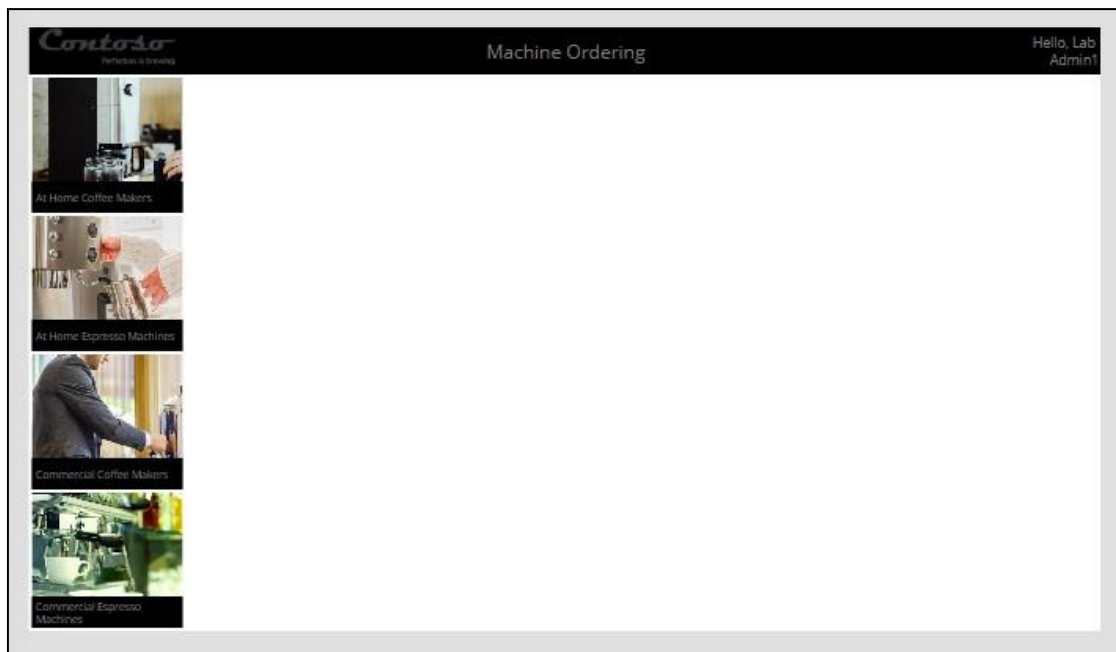 Contoso
Perfection is brewing
Machine Ordering
Hello, Lab
Admin1
At Home Coffee Makers
At Home Espresso Machines
Commercial Coffee Makers
Commercial Espresso
Machines